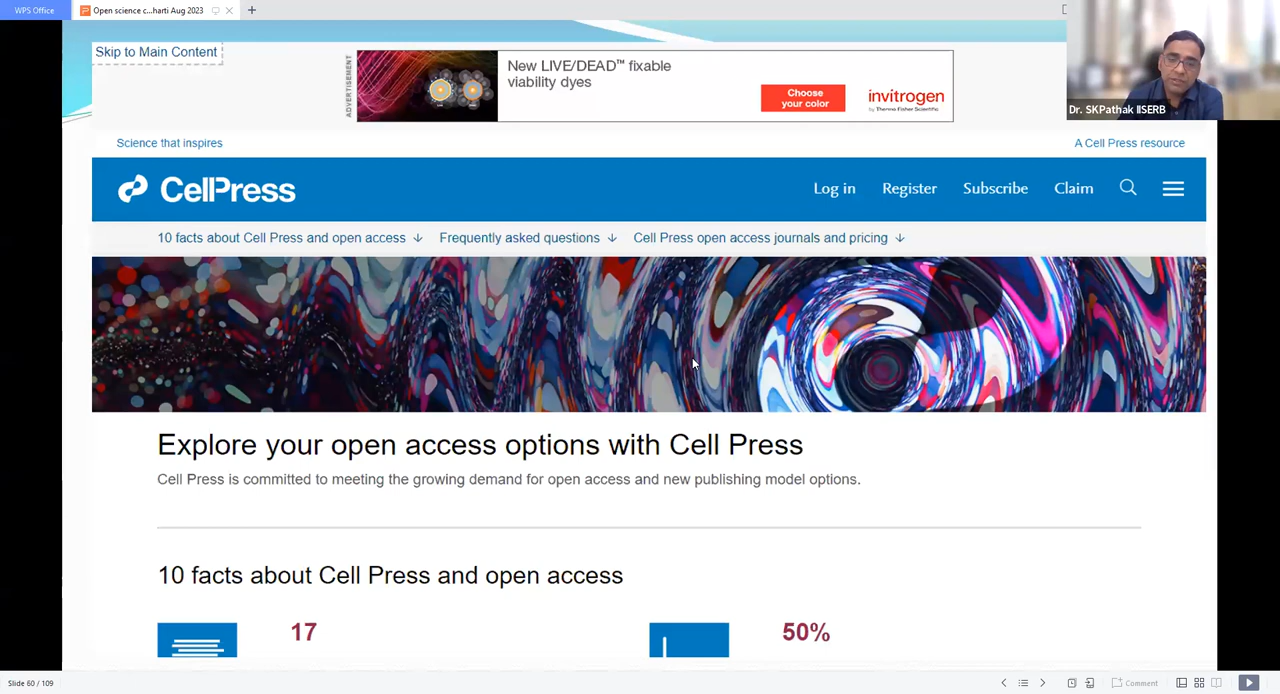 WPS Office
Open science c...harti Aug 2023
Skip to Main Content
ADVERTISEMENT
New LIVE/DEAD™ fixable
viability dyes
Choose
your color
invitrogen
by Thermo Fisher Scientific
Dr. SKPathak IISERB
Science that inspires
A Cell Press resource
CellPress
Log in
Register
Subscribe
Claim
10 facts about Cell Press and open access
Frequently asked questions
Cell Press open access journals and pricing
Explore your open access options with Cell Press
Cell Press is committed to meeting the growing demand for open access and new publishing model options.
10 facts about Cell Press and open access
17
50%
Slide 60 / 109
Comment